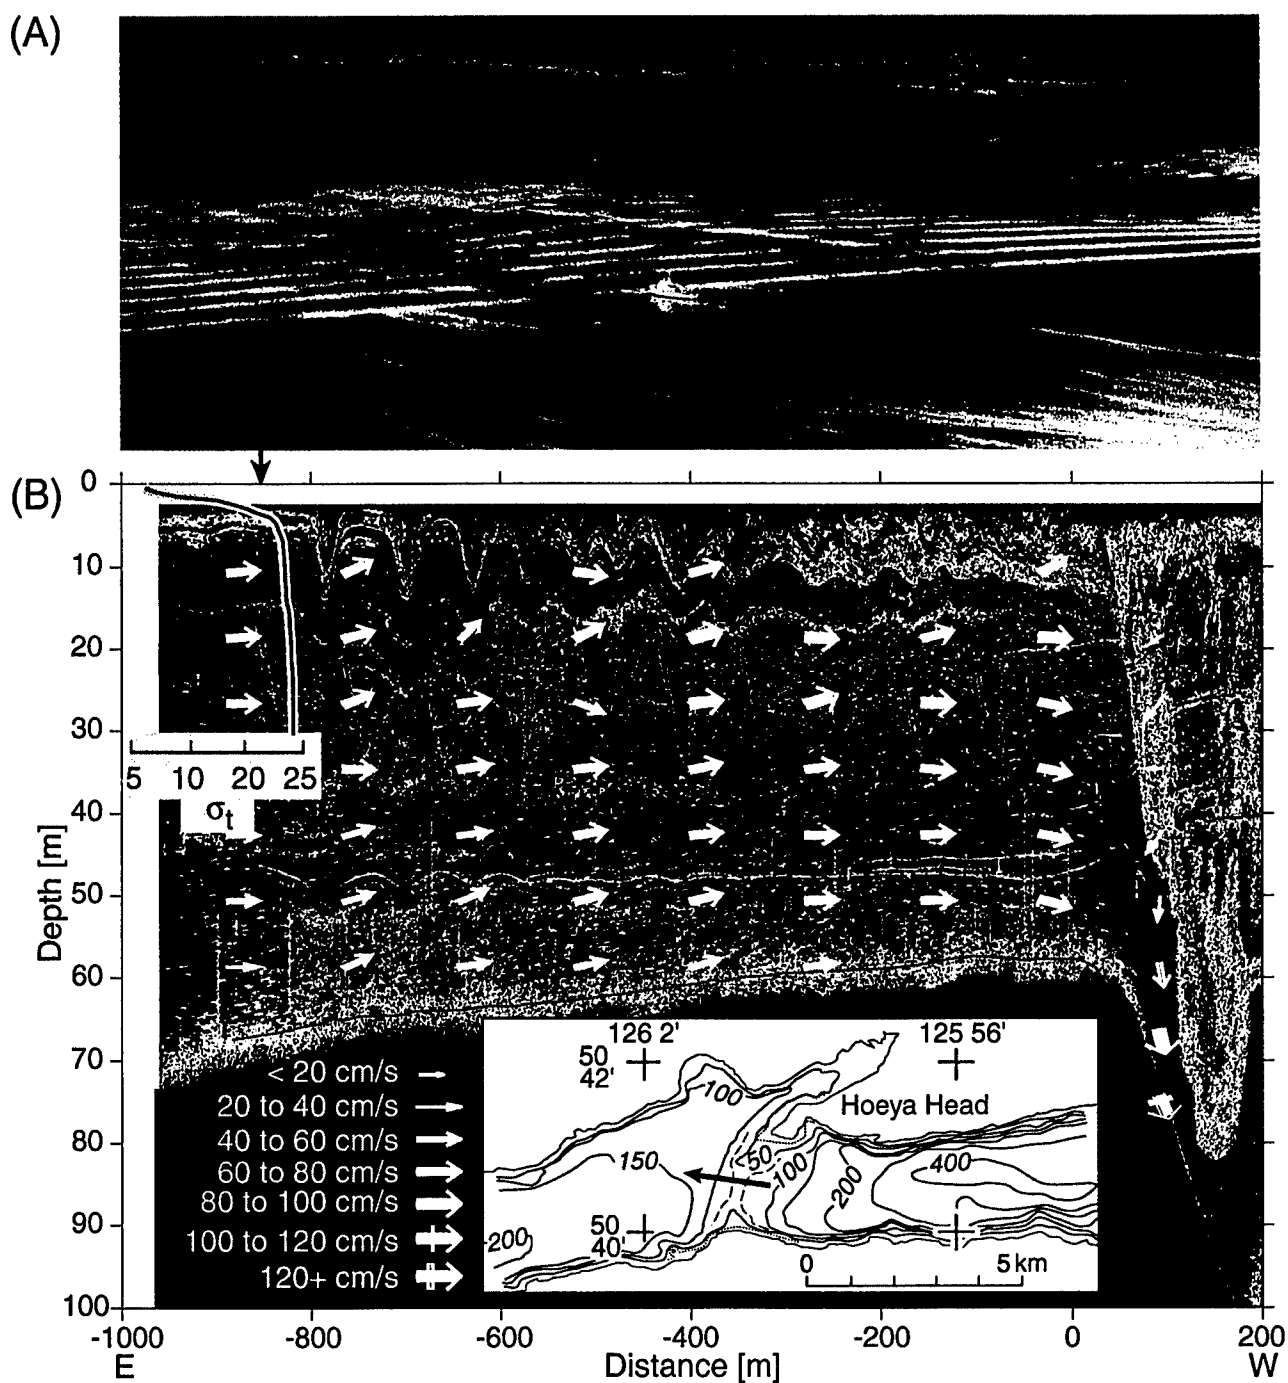 (A)
(B)
0
10
20
30
40
50
60
70
80
90
100
Depth [m]
5 10 20 25
σt
< 20 cm/s
20 to 40 cm/s
40 to 60 cm/s
60 to 80 cm/s
80 to 100 cm/s
100 to 120 cm/s
120+ cm/s
126 2' 125 56'
50
42'
100
Hoeya Head
<50
150
100
200
400
200
50
40'
0 5 km
-1000 -800 -600 -400 -200 0 200
E Distance [m] W